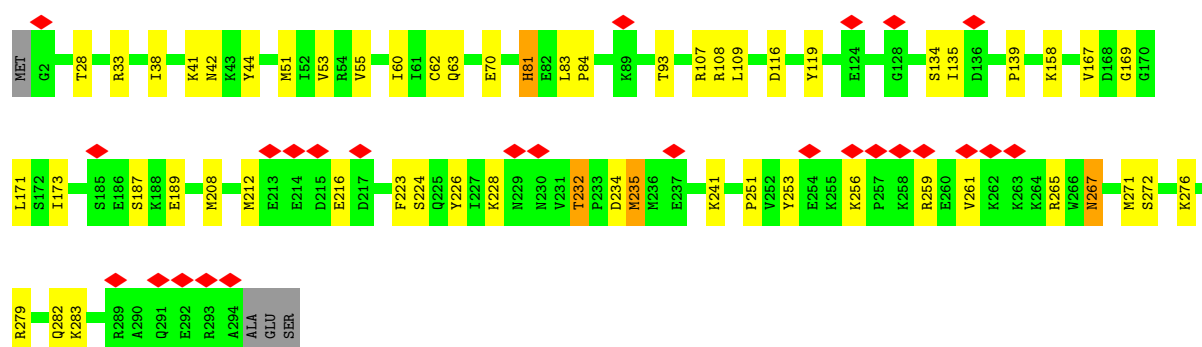 MET G2 T28 R33 I38 K41 N42 K43 Y44 M51 I52 V53 R54 V55 I60 I61 C62 Q63 E70 H81 E82 L83 P84 K89 T93 R107 R108 L109 D116 Y119 E124 G128 S134 I135 D136 P139 K158 V167 D168 G169 G170
L171 S172 I173 S185 E186 S187 K188 E189 M208 M212 E213 E214 D215 E216 D217 F223 S224 Q225 Y226 I227 K228 N229 N230 V231 T232 P233 D234 M235 M236 E237 K241 P251 V252 Y253 E254 K255 K256 P257 K258 R259 E260 V261 K262 K263 K264 R265 W266 N267 M271 S272 K276
R279 Q282 K283 R289 A290 Q291 E292 R293 A294 ALA GLU SER